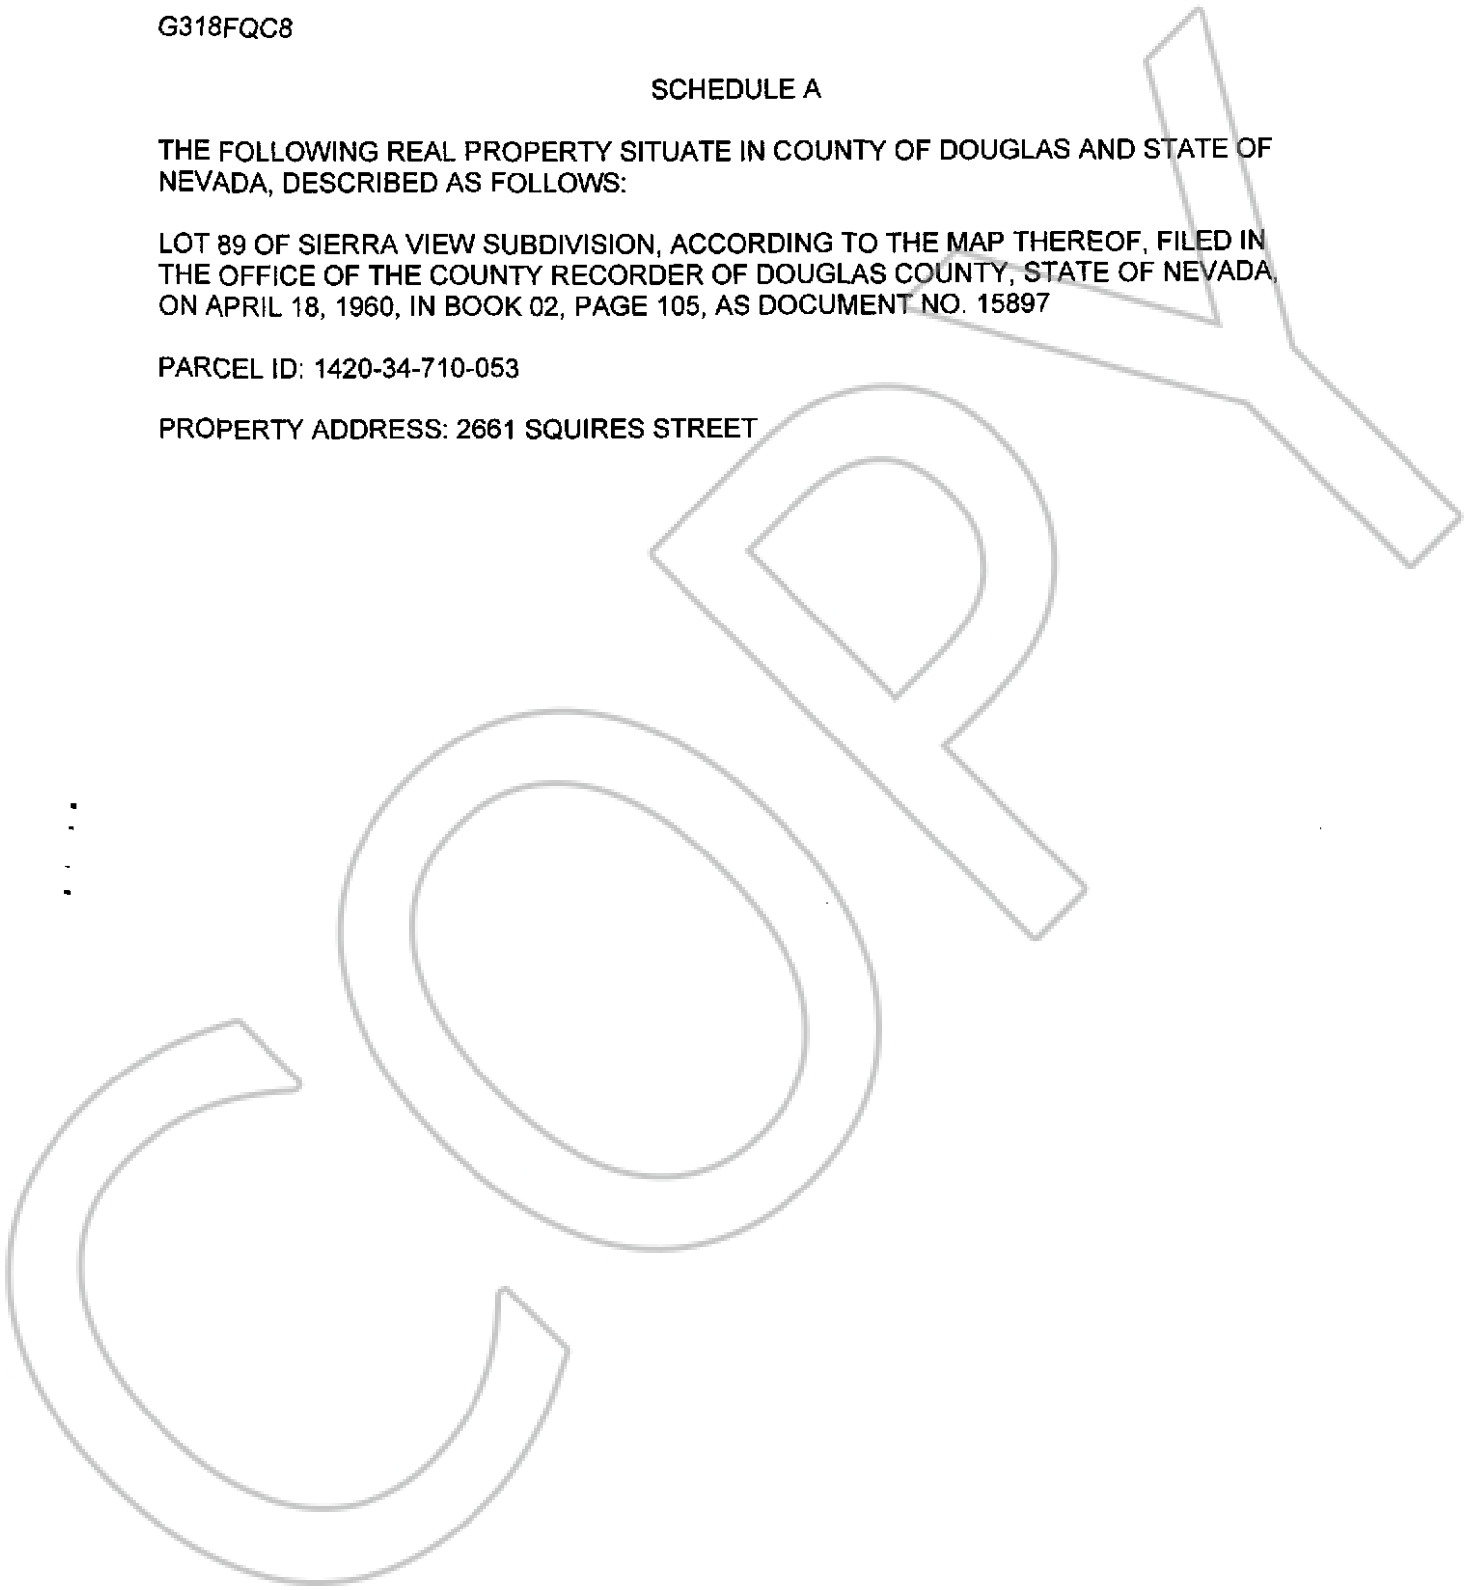 G318FQC8
SCHEDULE A
THE FOLLOWING REAL PROPERTY SITUATE IN COUNTY OF DOUGLAS AND STATE OF
NEVADA, DESCRIBED AS FOLLOWS:
LOT 89 OF SIERRA VIEW SUBDIVISION, ACCORDING TO THE MAP THEREOF, FILED IN
THE OFFICE OF THE COUNTY RECORDER OF DOUGLAS COUNTY, STATE OF NEVADA,
ON APRIL 18, 1960, IN BOOK 02, PAGE 105, AS DOCUMENT NO. 15897
PARCEL ID: 1420-34-710-053
PROPERTY ADDRESS: 2661 SQUIRES STREET
COPY